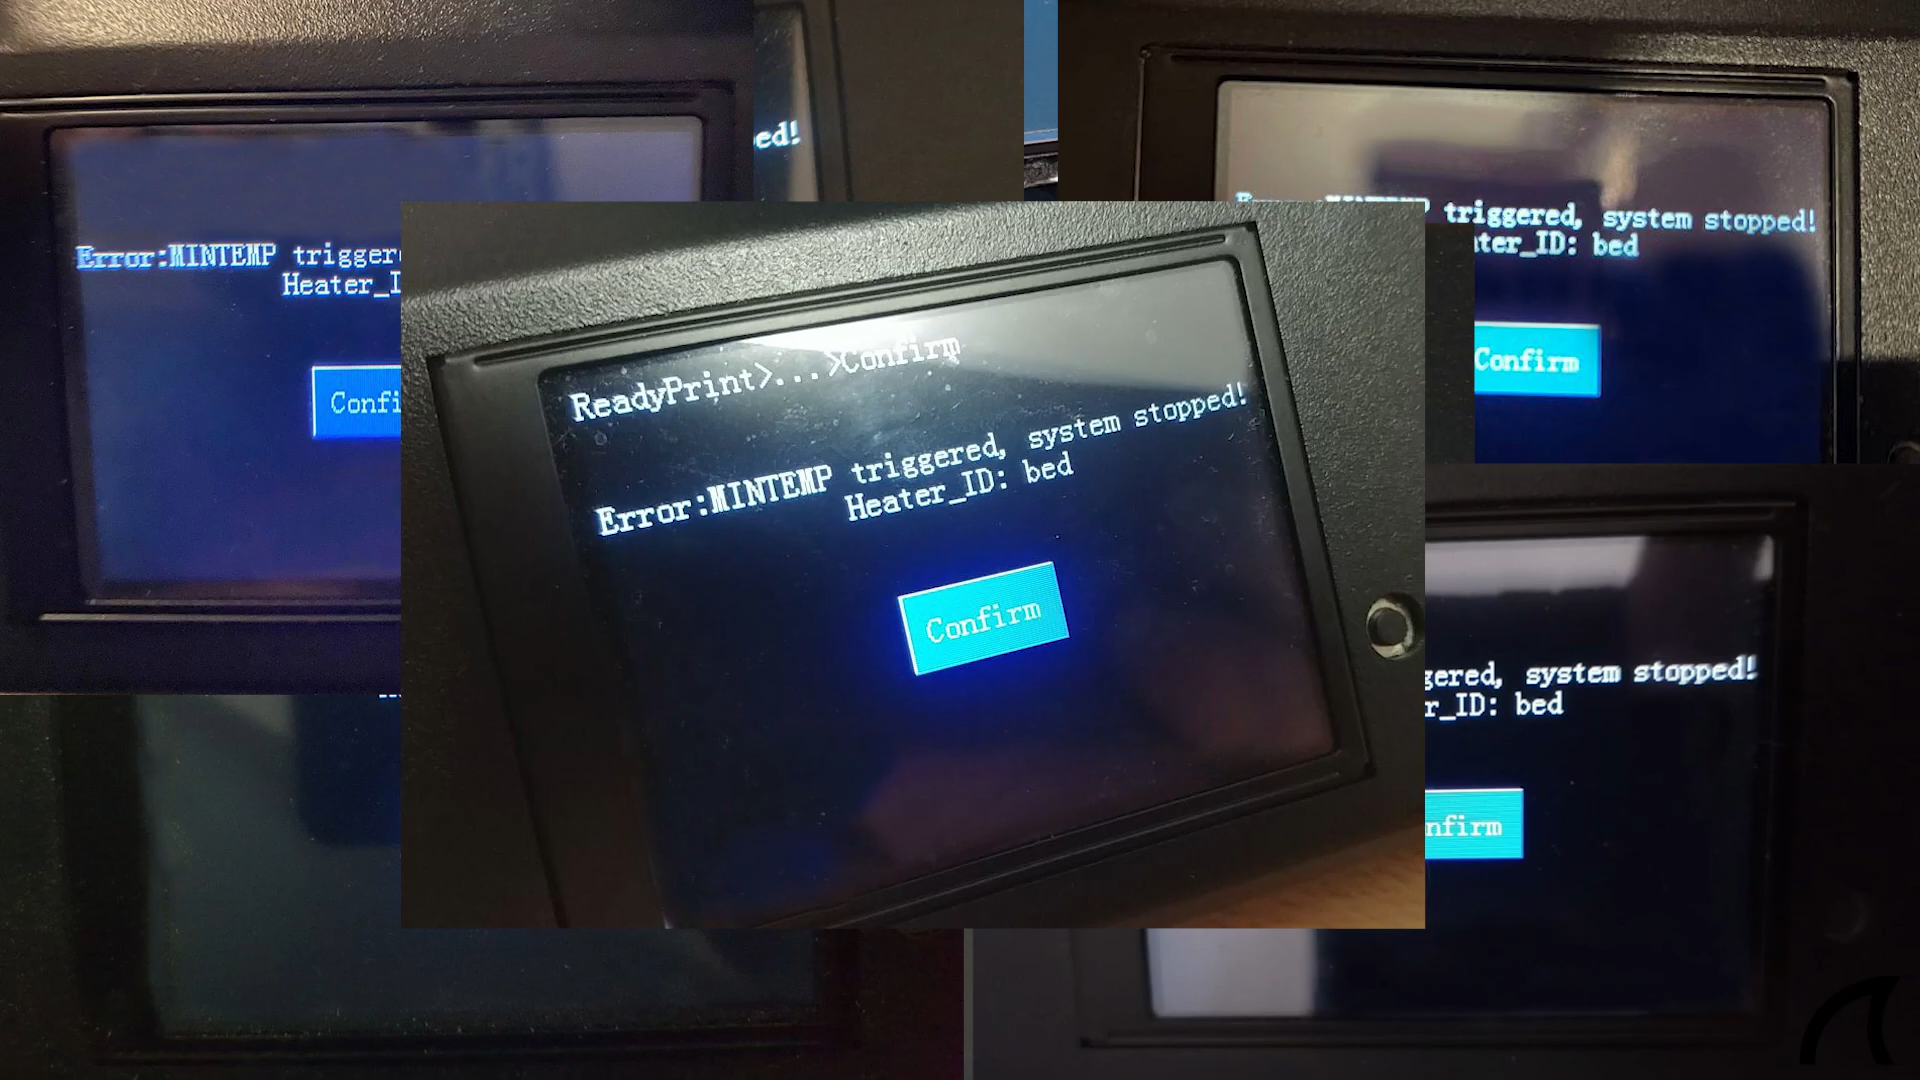 ed!
Error:MINTEMP trigger
Heater_I
Confi
triggered, system stopped!
ter_ID: bed
Confirm
ReadyPrint>...>Confirm
Error:MINTEMP triggered, system stopped!
Heater_ID: bed
Confirm
gered, system stopped!
r_ID: bed
nfirm